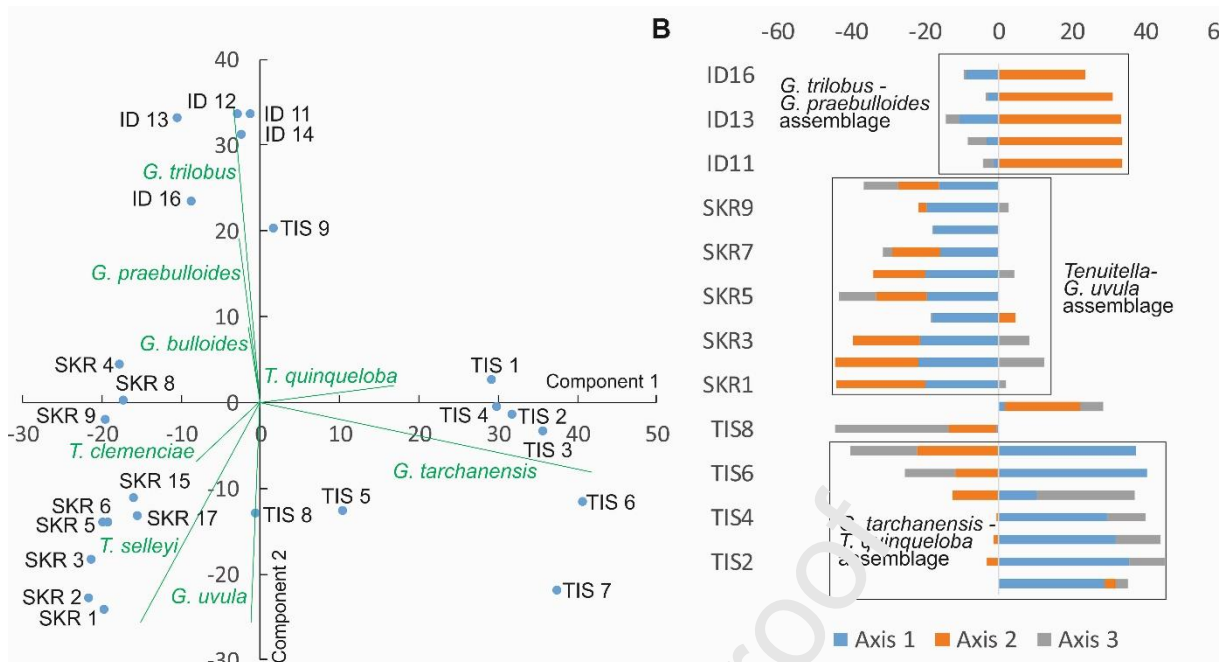 40
ID 12
ID 11
ID 13
ID 14
30
G. trilobus
ID 16
20
TIS 9
G. praebulloides
10
G. bulloides
SKR 4
TIS 1
T. quinqueloba
Component 1
SKR 8
0
-30
-20
-10
0
10
20
30
40
50
TIS 4
TIS 2
SKR 9
TIS 3
T. clemenciae
G. tarchanensis
-10
SKR 15
SKR 6
TIS 5
TIS 6
SKR 5
SKR 17
TIS 8
T. selleyi
SKR 3
-20
SKR 2
G. uvula
TIS 7
SKR 1
Component 2
-30
B
-60
-40
-20
0
20
40
6
ID16
G. trilobus -
G. praebulloides
assemblage
ID13
ID11
SKR9
SKR7
Tenuitella-
G. uvula
assemblage
SKR5
SKR3
SKR1
TIS8
TIS6
TIS4
G. tarchanensis -
T. quinqueloba
assemblage
TIS2
Axis 1
Axis 2
Axis 3